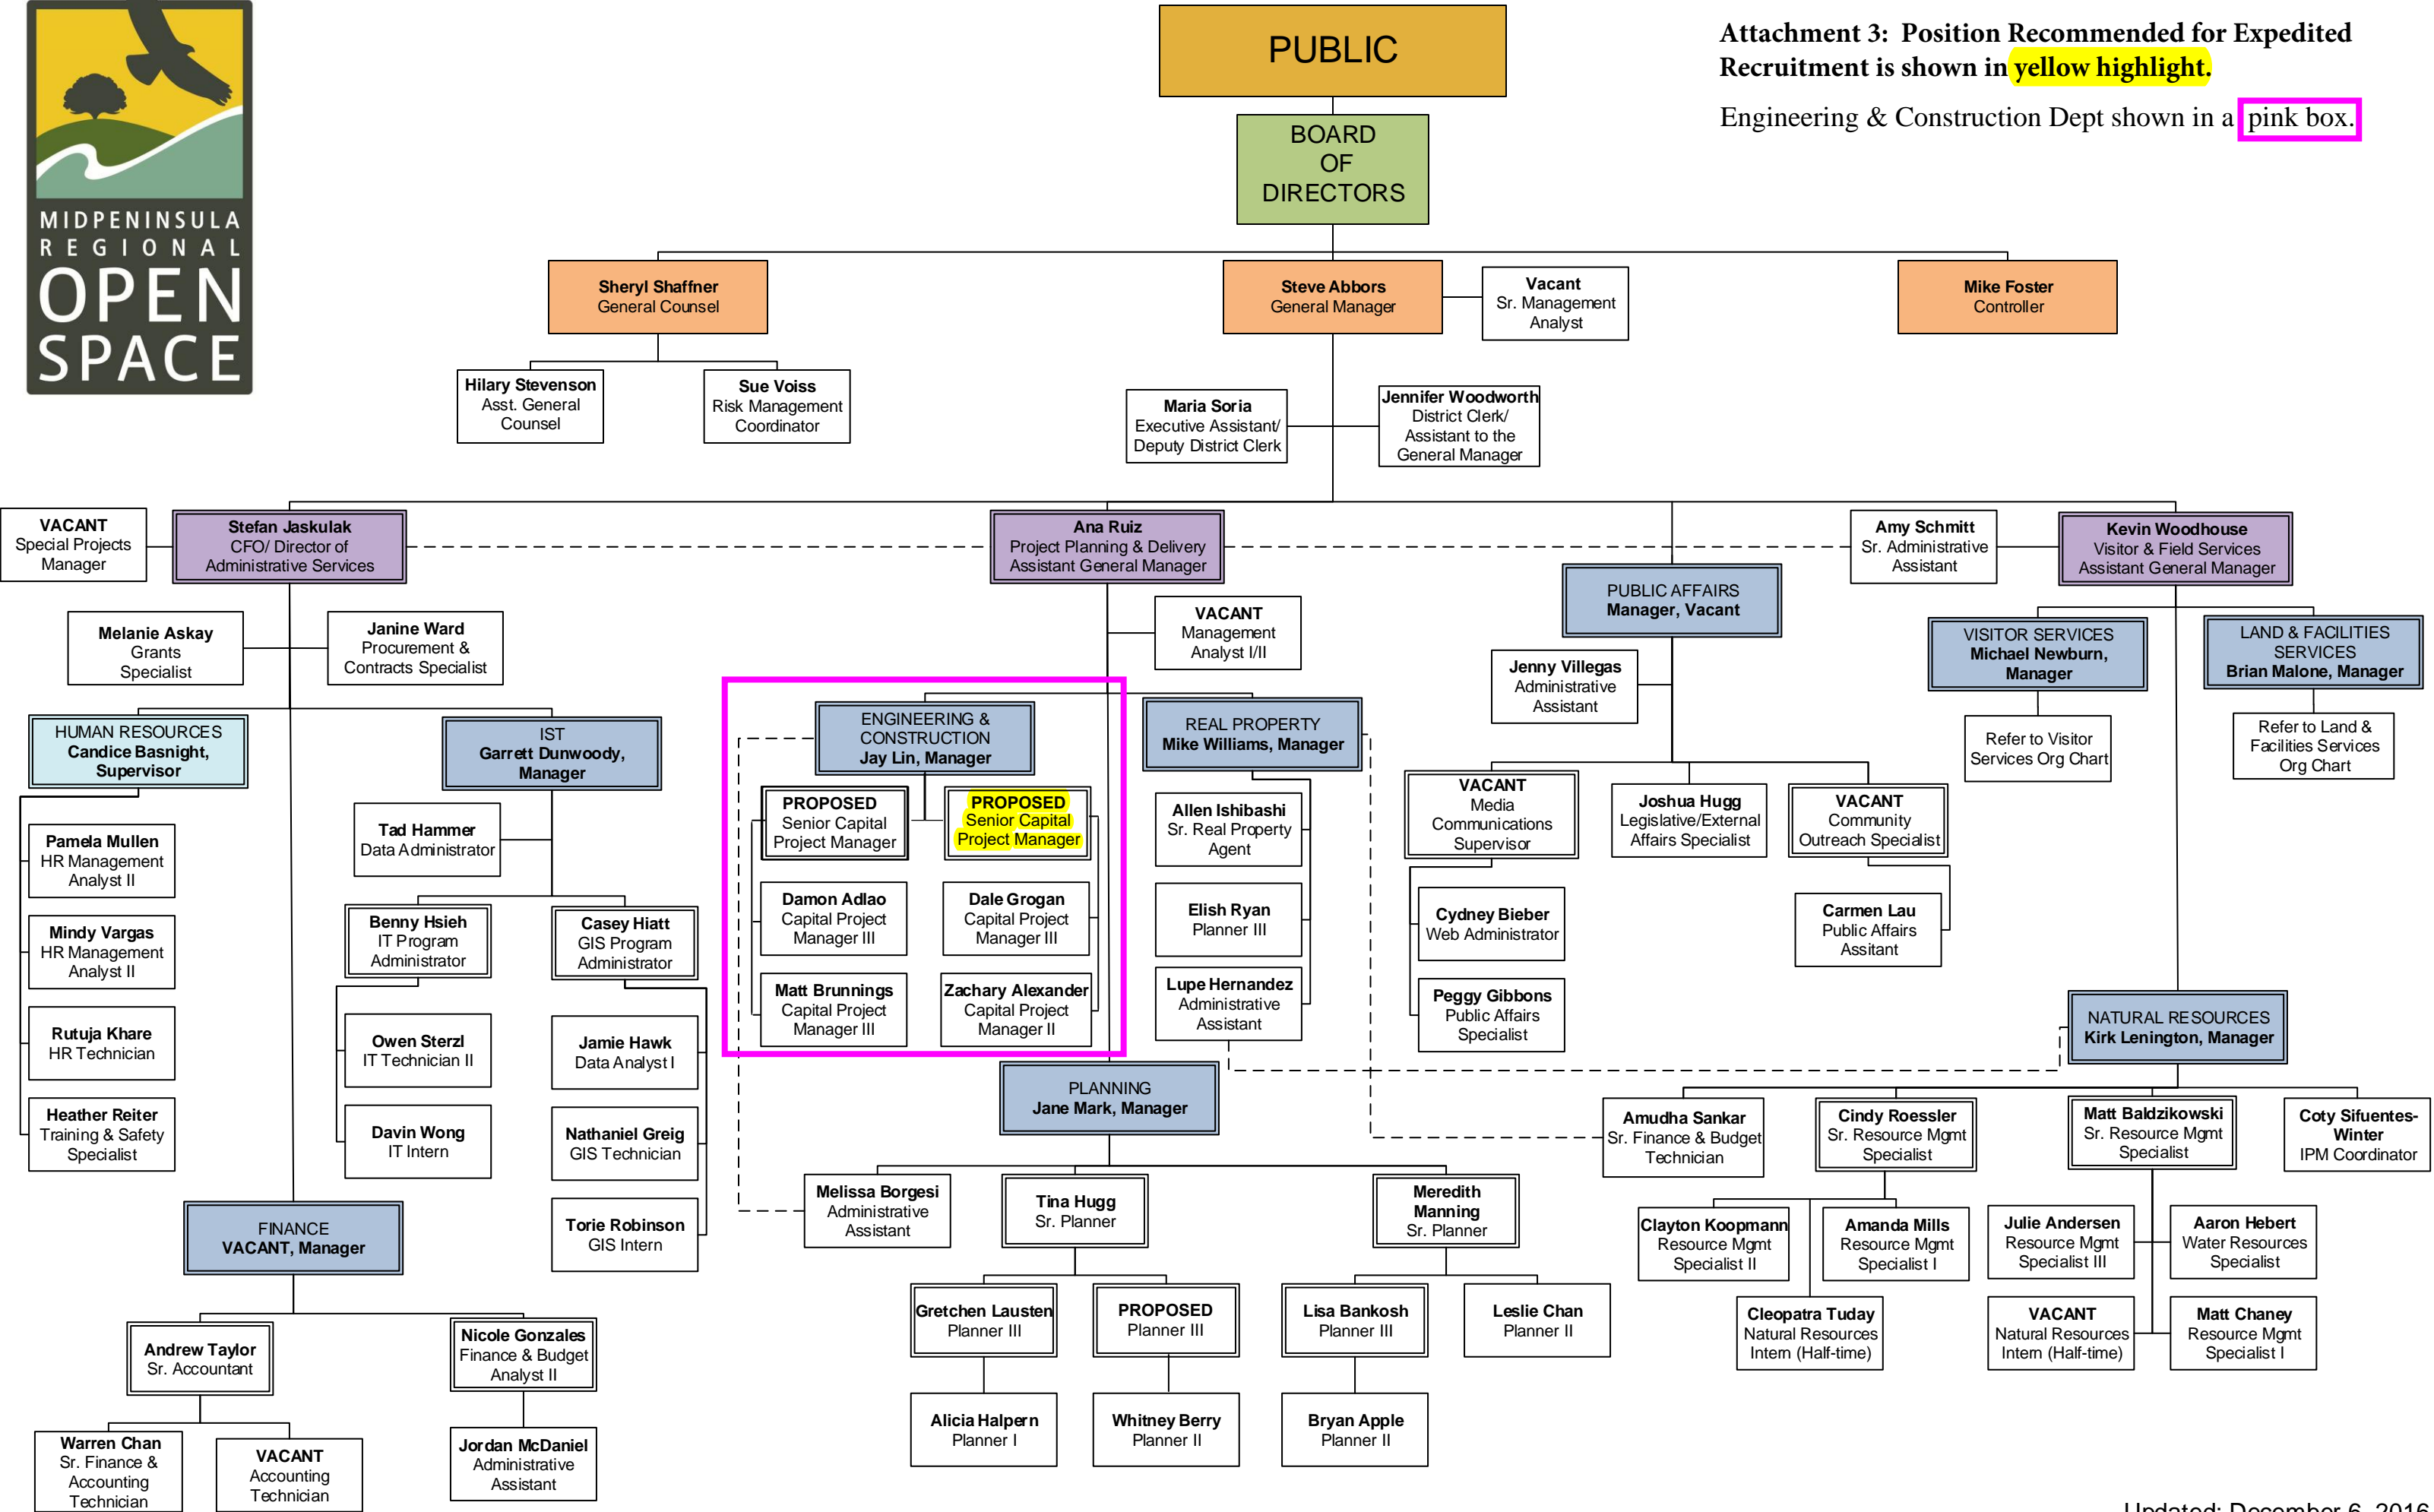 MIDPENINSULA
REGIONAL
OPEN
SPACE
PUBLIC
Attachment 3: Position Recommended for Expedited
Recruitment is shown in yellow highlight.
Engineering & Construction Dept shown in a pink box.
BOARD
OF
DIRECTORS
Sheryl Shaffner
General Counsel
Steve Abbors
General Manager
Vacant
Sr. Management
Analyst
Mike Foster
Controller
Hilary Stevenson
Asst. General
Counsel
Sue Voiss
Risk Management
Coordinator
Maria Soria
Executive Assistant/
Deputy District Clerk
Jennifer Woodworth
District Clerk/
Assistant to the
General Manager
VACANT
Special Projects
Manager
Stefan Jaskulak
CFO/ Director of
Administrative Services
Ana Ruiz
Project Planning & Delivery
Assistant General Manager
Amy Schmitt
Sr. Administrative
Assistant
Kevin Woodhouse
Visitor & Field Services
Assistant General Manager
Melanie Askay
Grants
Specialist
Janine Ward
Procurement &
Contracts Specialist
VACANT
Management
Analyst I/II
PUBLIC AFFAIRS
Manager, Vacant
Jenny Villegas
Administrative
Assistant
VISITOR SERVICES
Michael Newburn,
Manager
LAND & FACILITIES
SERVICES
Brian Malone, Manager
Refer to Visitor
Services Org Chart
Refer to Land &
Facilities Services
Org Chart
HUMAN RESOURCES
Candice Basnight,
Supervisor
IST
Garrett Dunwoody,
Manager
ENGINEERING &
CONSTRUCTION
Jay Lin, Manager
REAL PROPERTY
Mike Williams, Manager
Pamela Mullen
HR Management
Analyst II
Mindy Vargas
HR Management
Analyst II
Rutuja Khare
HR Technician
Heather Reiter
Training & Safety
Specialist
Tad Hammer
Data Administrator
Benny Hsieh
IT Program
Administrator
Casey Hiatt
GIS Program
Administrator
Owen Sterzl
IT Technician II
Davin Wong
IT Intern
Jamie Hawk
Data Analyst I
Nathaniel Greig
GIS Technician
Torie Robinson
GIS Intern
PROPOSED
Senior Capital
Project Manager
PROPOSED
Senior Capital
Project Manager
Damon Adlao
Capital Project
Manager III
Dale Grogan
Capital Project
Manager III
Matt Brunnings
Capital Project
Manager III
Zachary Alexander
Capital Project
Manager II
Allen Ishibashi
Sr. Real Property
Agent
Elish Ryan
Planner III
Lupe Hernandez
Administrative
Assistant
VACANT
Media
Communications
Supervisor
Joshua Hugg
Legislative/External
Affairs Specialist
VACANT
Community
Outreach Specialist
Cydney Bieber
Web Administrator
Peggy Gibbons
Public Affairs
Specialist
Carmen Lau
Public Affairs
Assitant
NATURAL RESOURCES
Kirk Lenington, Manager
PLANNING
Jane Mark, Manager
Amudha Sankar
Sr. Finance & Budget
Technician
Cindy Roessler
Sr. Resource Mgmt
Specialist
Matt Baldzikowski
Sr. Resource Mgmt
Specialist
Coty Sifuentes-
Winter
IPM Coordinator
Melissa Borgesi
Administrative
Assistant
Tina Hugg
Sr. Planner
Meredith
Manning
Sr. Planner
Clayton Koopmann
Resource Mgmt
Specialist II
Amanda Mills
Resource Mgmt
Specialist I
Julie Andersen
Resource Mgmt
Specialist III
Aaron Hebert
Water Resources
Specialist
Cleopatra Tuday
Natural Resources
Intern (Half-time)
VACANT
Natural Resources
Intern (Half-time)
Matt Chaney
Resource Mgmt
Specialist I
FINANCE
VACANT, Manager
Gretchen Lausten
Planner III
PROPOSED
Planner III
Lisa Bankosh
Planner III
Leslie Chan
Planner II
Andrew Taylor
Sr. Accountant
Nicole Gonzales
Finance & Budget
Analyst II
Alicia Halpern
Planner I
Whitney Berry
Planner II
Bryan Apple
Planner II
Warren Chan
Sr. Finance &
Accounting
Technician
VACANT
Accounting
Technician
Jordan McDaniel
Administrative
Assistant
Updated: December 6, 2016